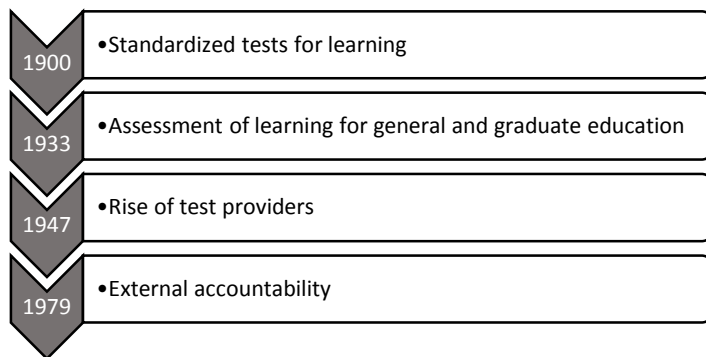 1900
•Standardized tests for learning
1933
•Assessment of learning for general and graduate education
1947
•Rise of test providers
1979
•External accountability